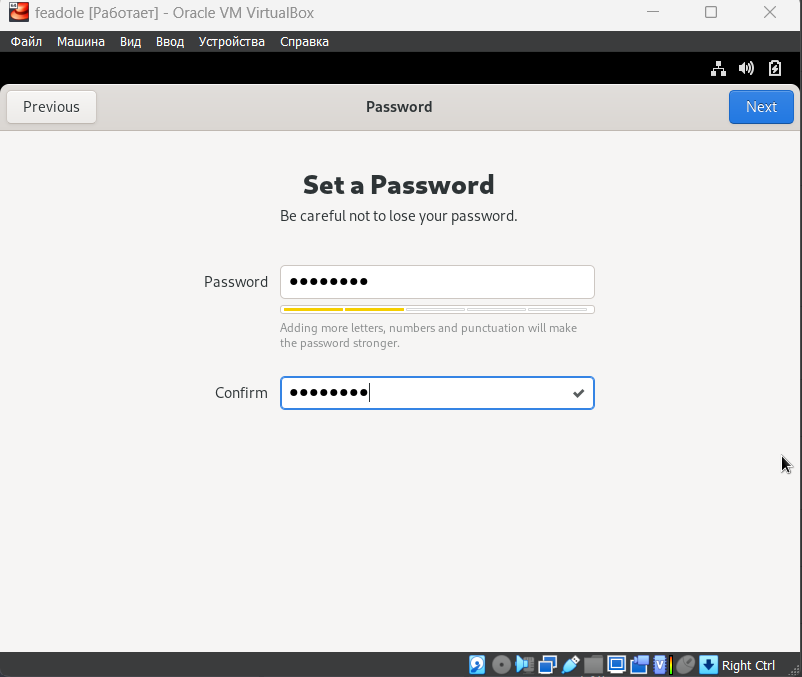 feadole [Работает] - Oracle VM VirtualBox
Файл Машина Вид Ввод Устройства Справка
Previous Password Next
Set a Password
Be careful not to lose your password.
Password ●●●●●●●●
Adding more letters, numbers and punctuation will make
the password stronger.
Confirm ●●●●●●●●
Right Ctrl